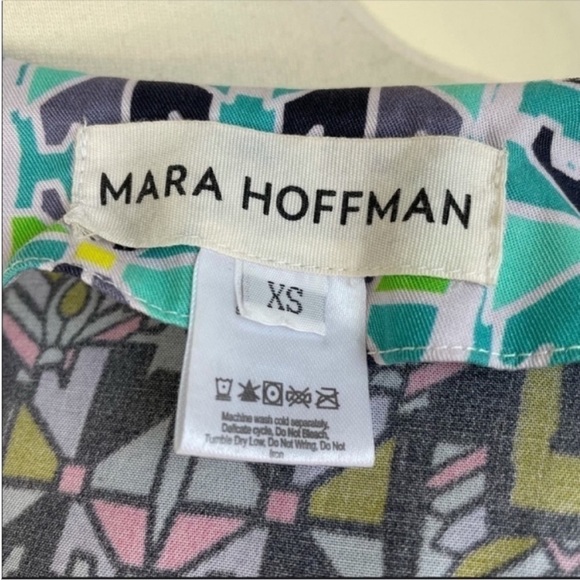 MARA HOFFMAN
XS
Machine wash cold separately.
Delicate cycle, Do Not Bleach,
Tumble Dry Low, Do Not Wring, Do Not
Iron